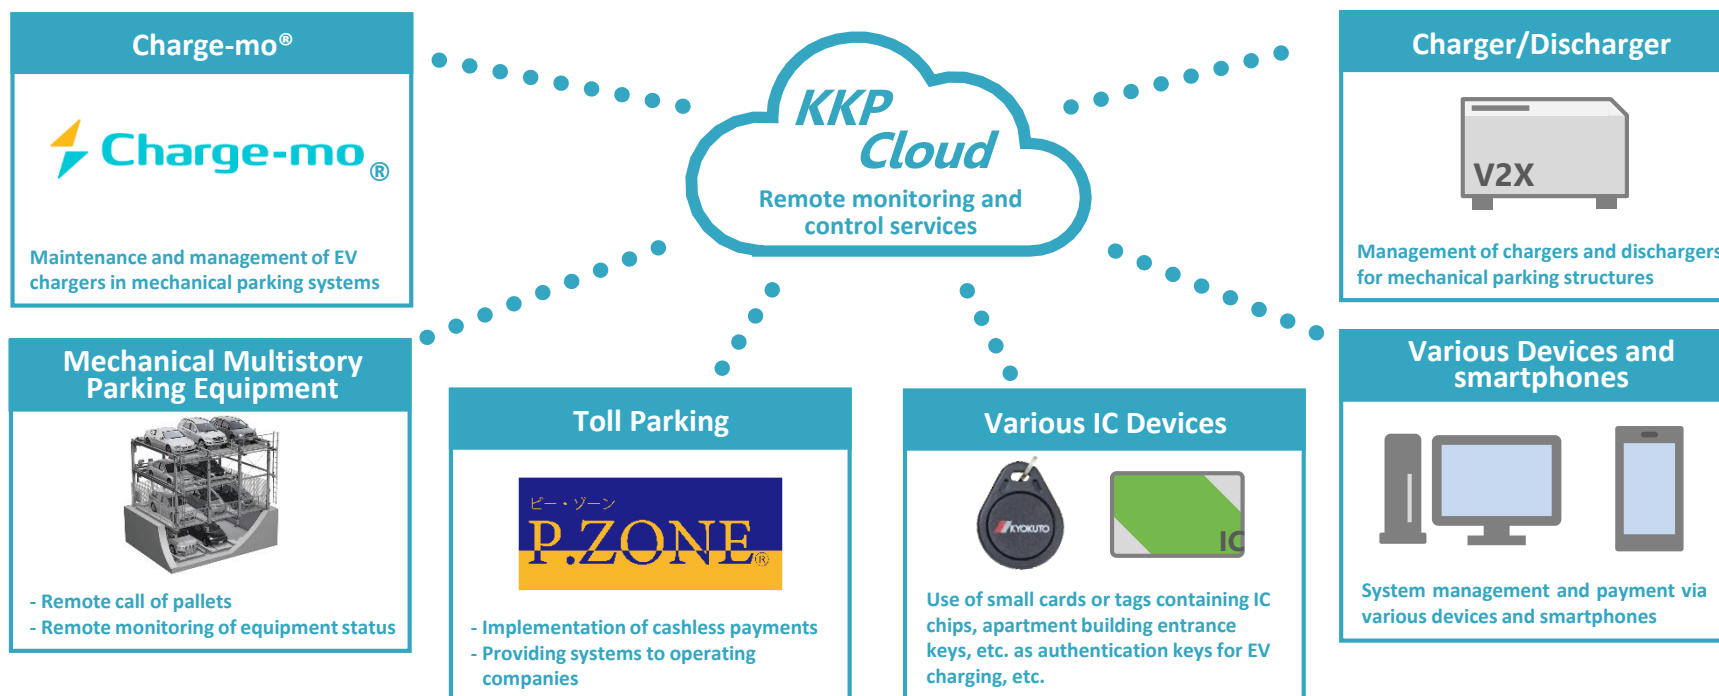 Charge-mo®
Charge-mo®
Maintenance and management of EV
chargers in mechanical parking systems
KKP
Cloud
Remote monitoring and
control services
Charger/Discharger
V2X
Management of chargers and dischargers
for mechanical parking structures
Mechanical Multistory
Parking Equipment
- Remote call of pallets
- Remote monitoring of equipment status
Toll Parking
ピー・ゾーン
P.ZONE®
- Implementation of cashless payments
- Providing systems to operating
companies
Various IC Devices
KYOKUTO
IC
Use of small cards or tags containing IC
chips, apartment building entrance
keys, etc. as authentication keys for EV
charging, etc.
Various Devices and
smartphones
System management and payment via
various devices and smartphones